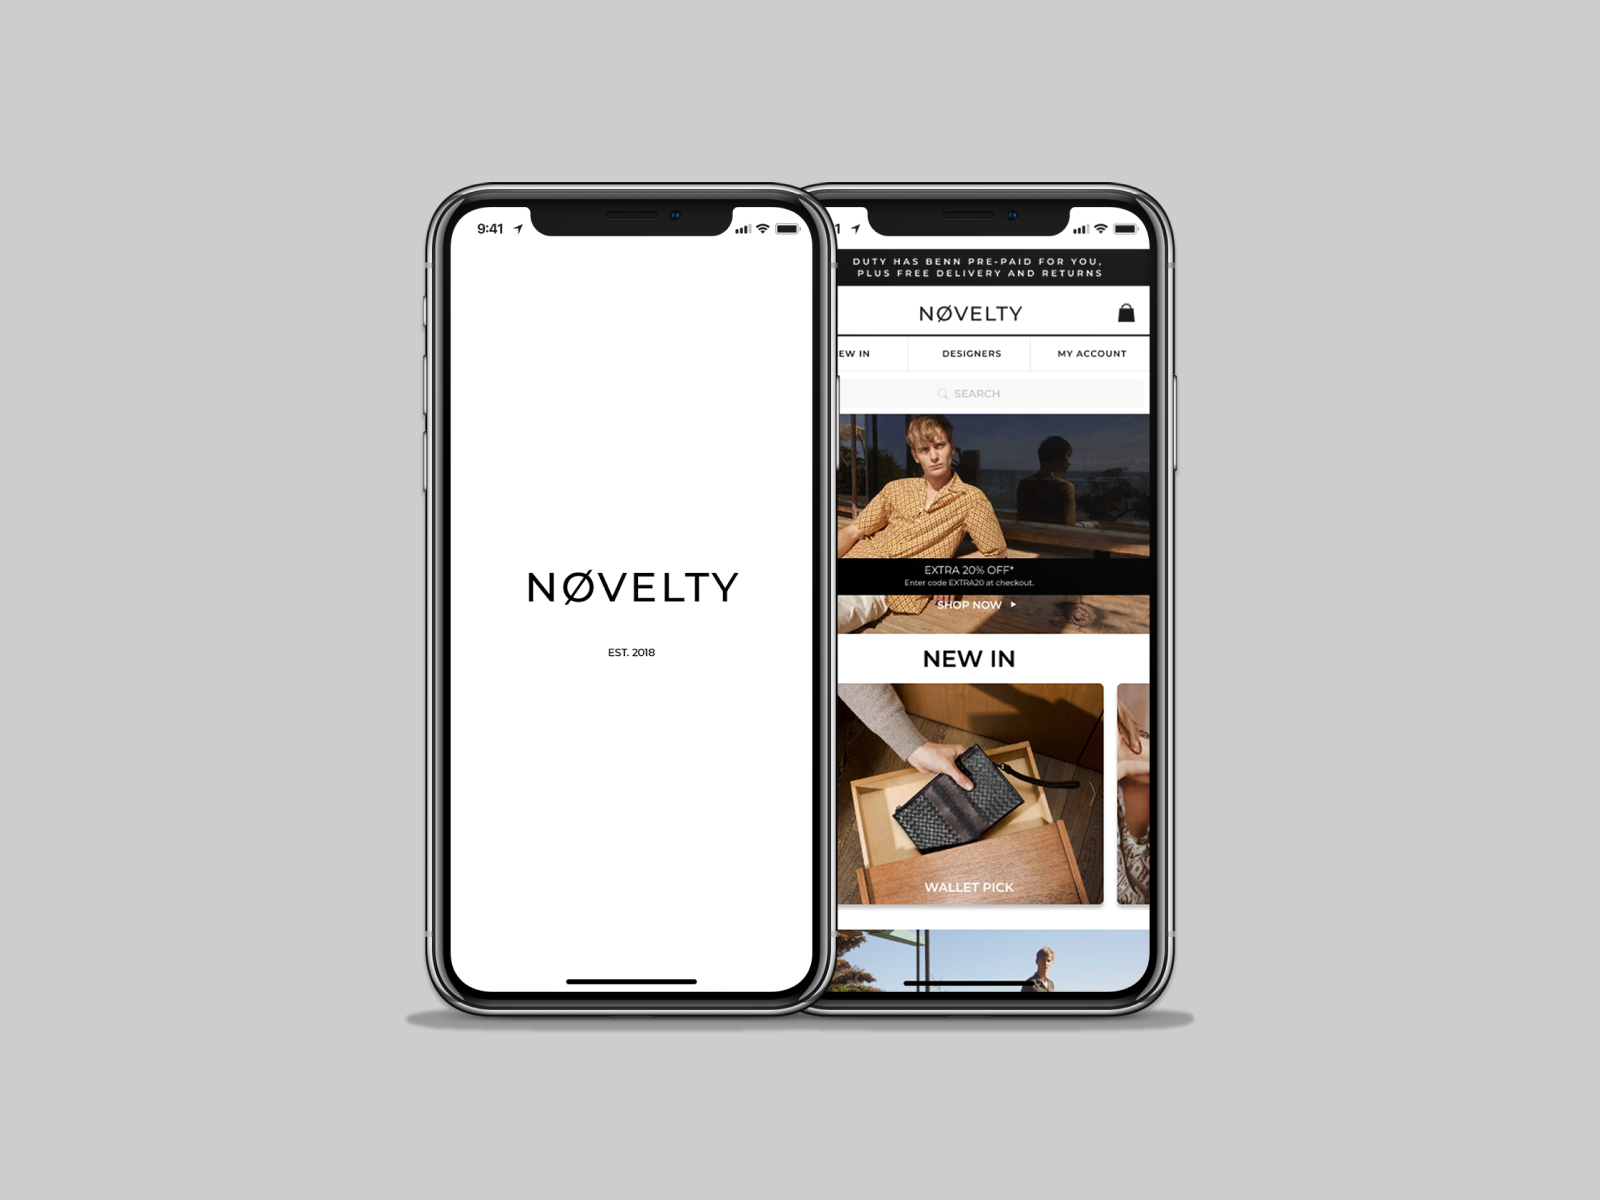 9:41
NØVELTY
EST. 2018
1
DUTY HAS BENN PRE-PAID FOR YOU,
PLUS FREE DELIVERY AND RETURNS
NØVELTY
EW IN
DESIGNERS
MY ACCOUNT
SEARCH
EXTRA 20% OFF*
Enter code EXTRA20 at checkout.
SHOP NOW
NEW IN
WALLET PICK